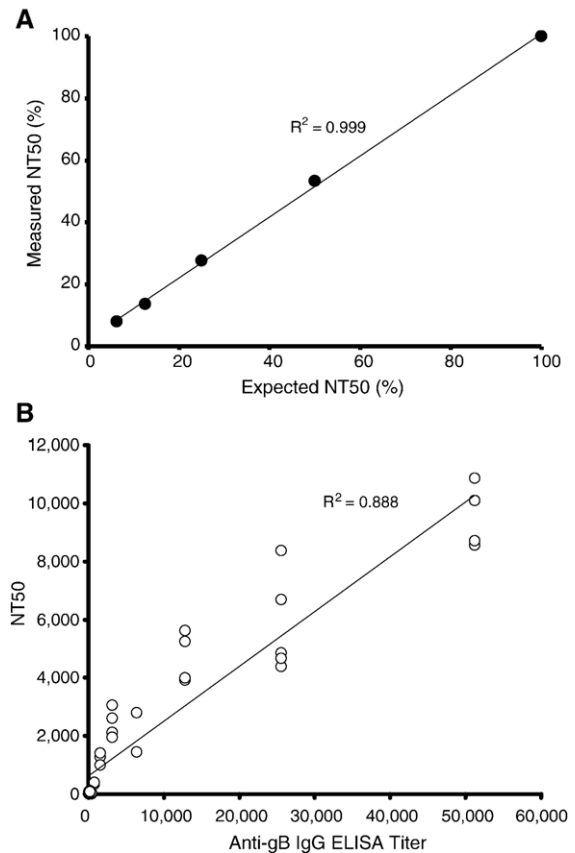 A
100
80
60
40
20
0
Measured NT50 (%)
R² = 0.999
0 20 40 60 80 100
Expected NT50 (%)
B
12,000
10,000
8,000
6,000
4,000
2,000
0
NT50
R² = 0.888
10,000 20,000 30,000 40,000 50,000 60,000
Anti-gB IgG ELISA Titer